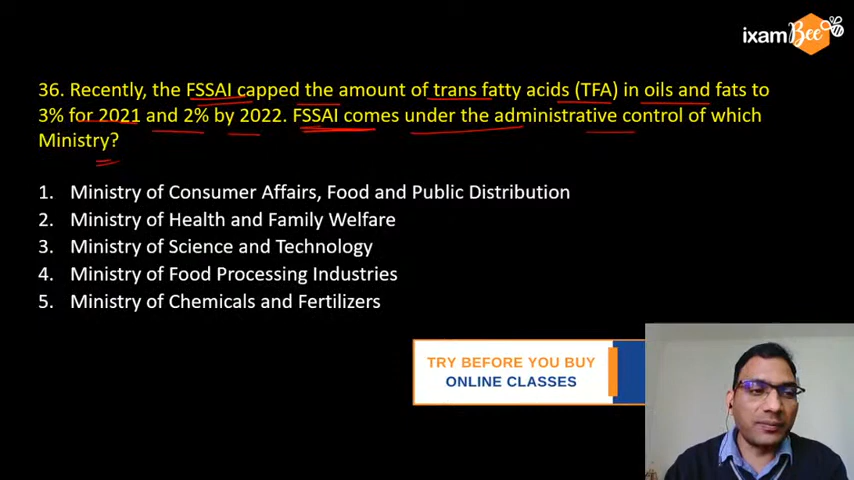 ixamBee
36. Recently, the FSSAI capped the amount of trans fatty acids (TFA) in oils and fats to
3% for 2021 and 2% by 2022. FSSAI comes under the administrative control of which
Ministry?
1. Ministry of Consumer Affairs, Food and Public Distribution
2. Ministry of Health and Family Welfare
3. Ministry of Science and Technology
4. Ministry of Food Processing Industries
5. Ministry of Chemicals and Fertilizers
TRY BEFORE YOU BUY
ONLINE CLASSES